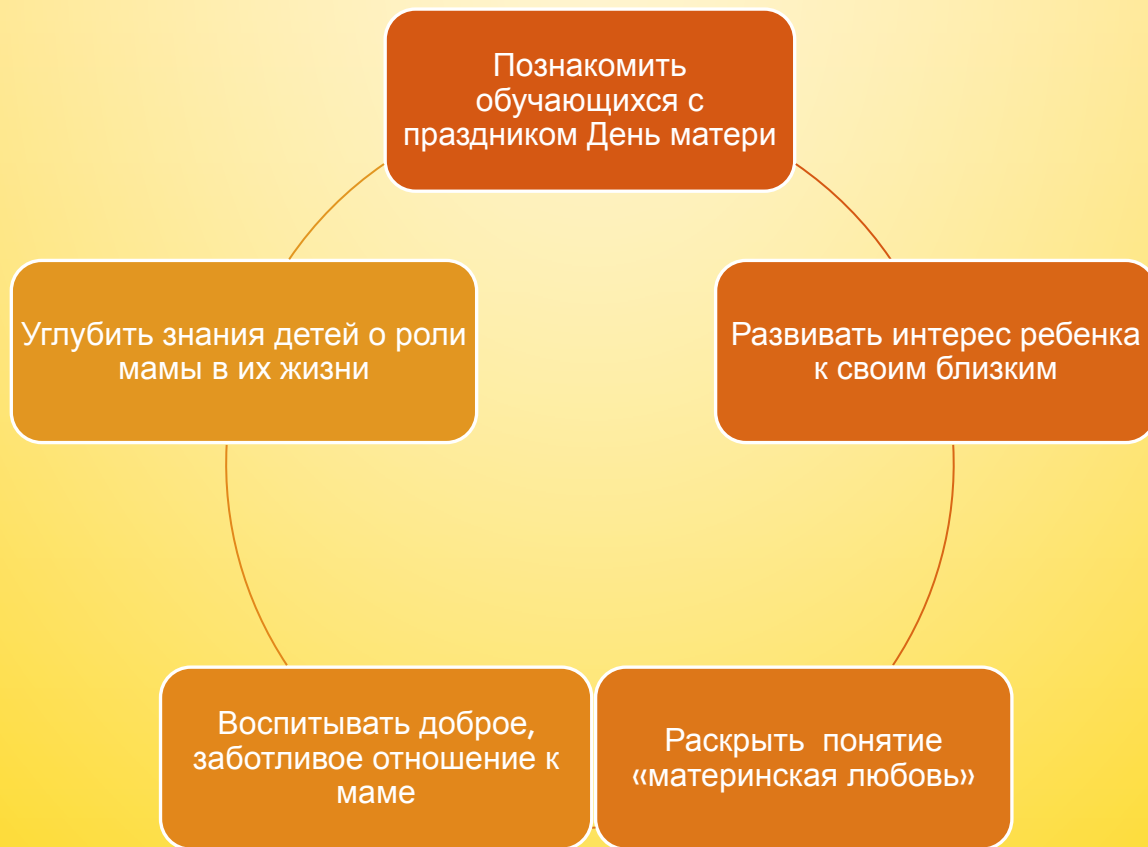 Познакомить
обучающихся с
праздником День матери
Развивать интерес ребенка
к своим близким
Раскрыть понятие
«материнская любовь»
Воспитывать доброе,
заботливое отношение к
маме
Углубить знания детей о роли
мамы в их жизни